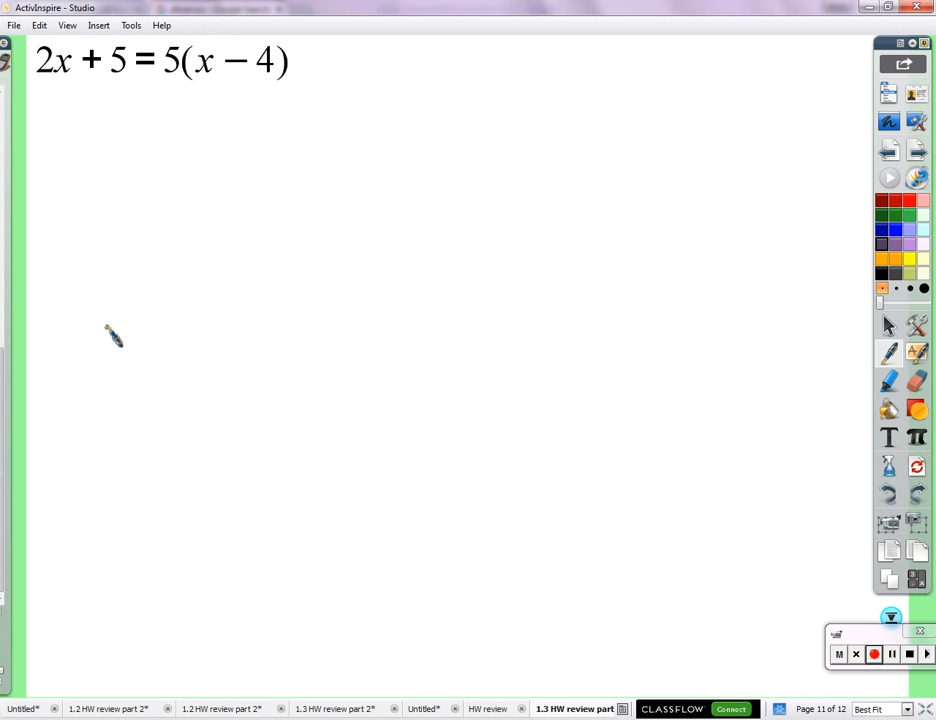 ActivInspire - Studio
File Edit View Insert Tools Help
2x + 5 = 5(x − 4)
M
Untitled* 1.2 HW review part 2* 1.2 HW review part 2* 1.3 HW review part 2* Untitled* HW review 1.3 HW review part CLASSFLOW Connect Page 11 of 12 Best Fit